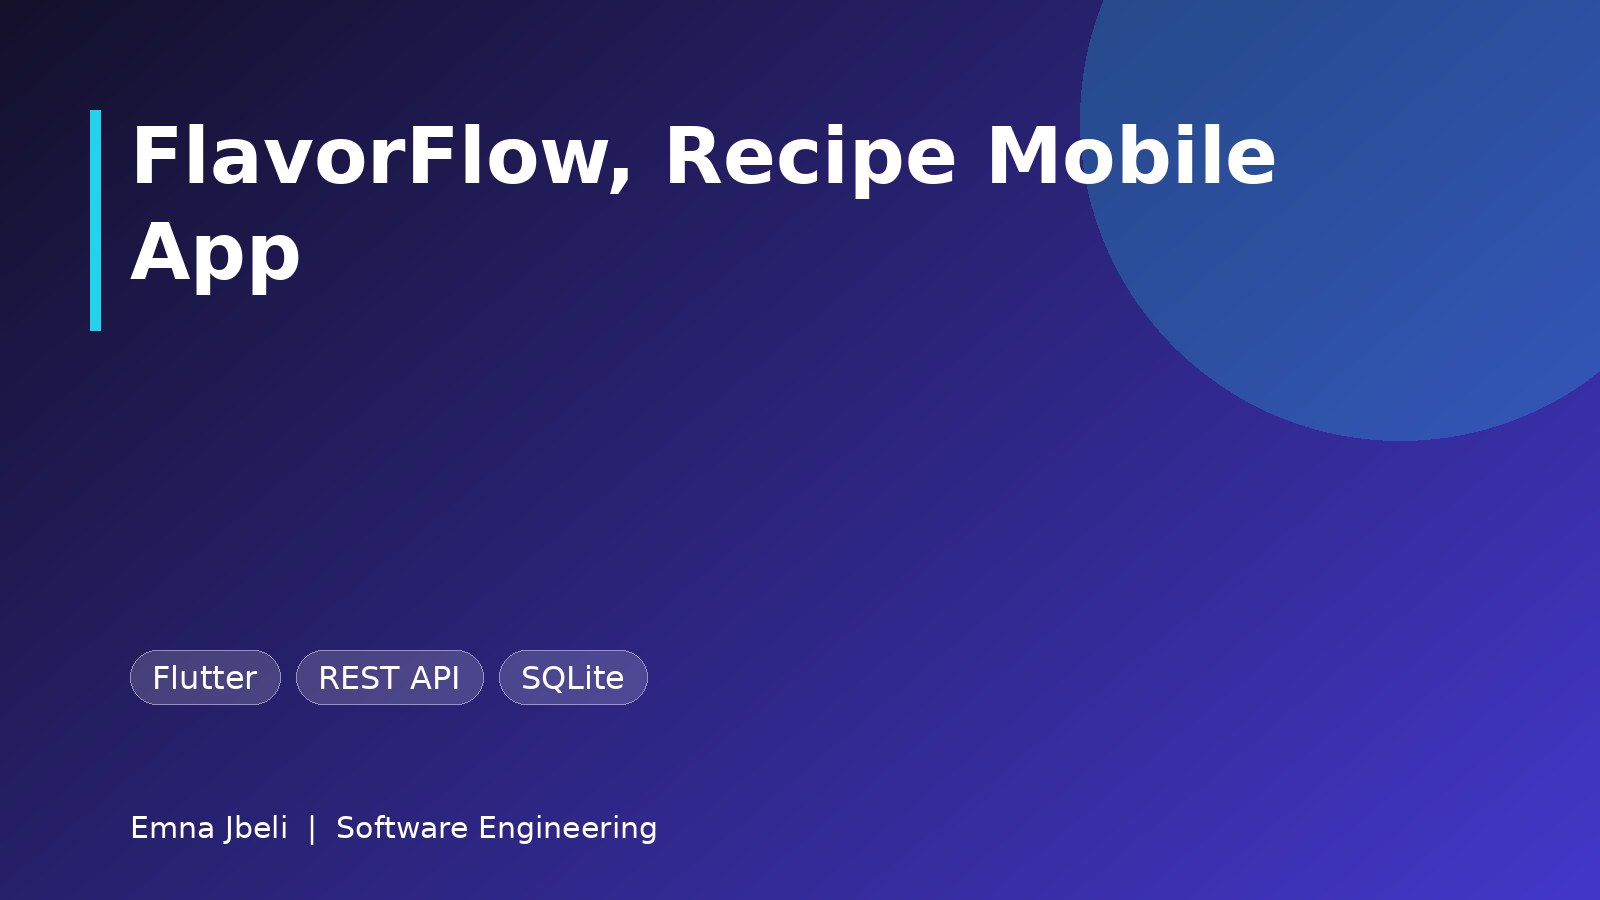 FlavorFlow, Recipe Mobile
App
Flutter REST API SQLite
Emna Jbeli | Software Engineering